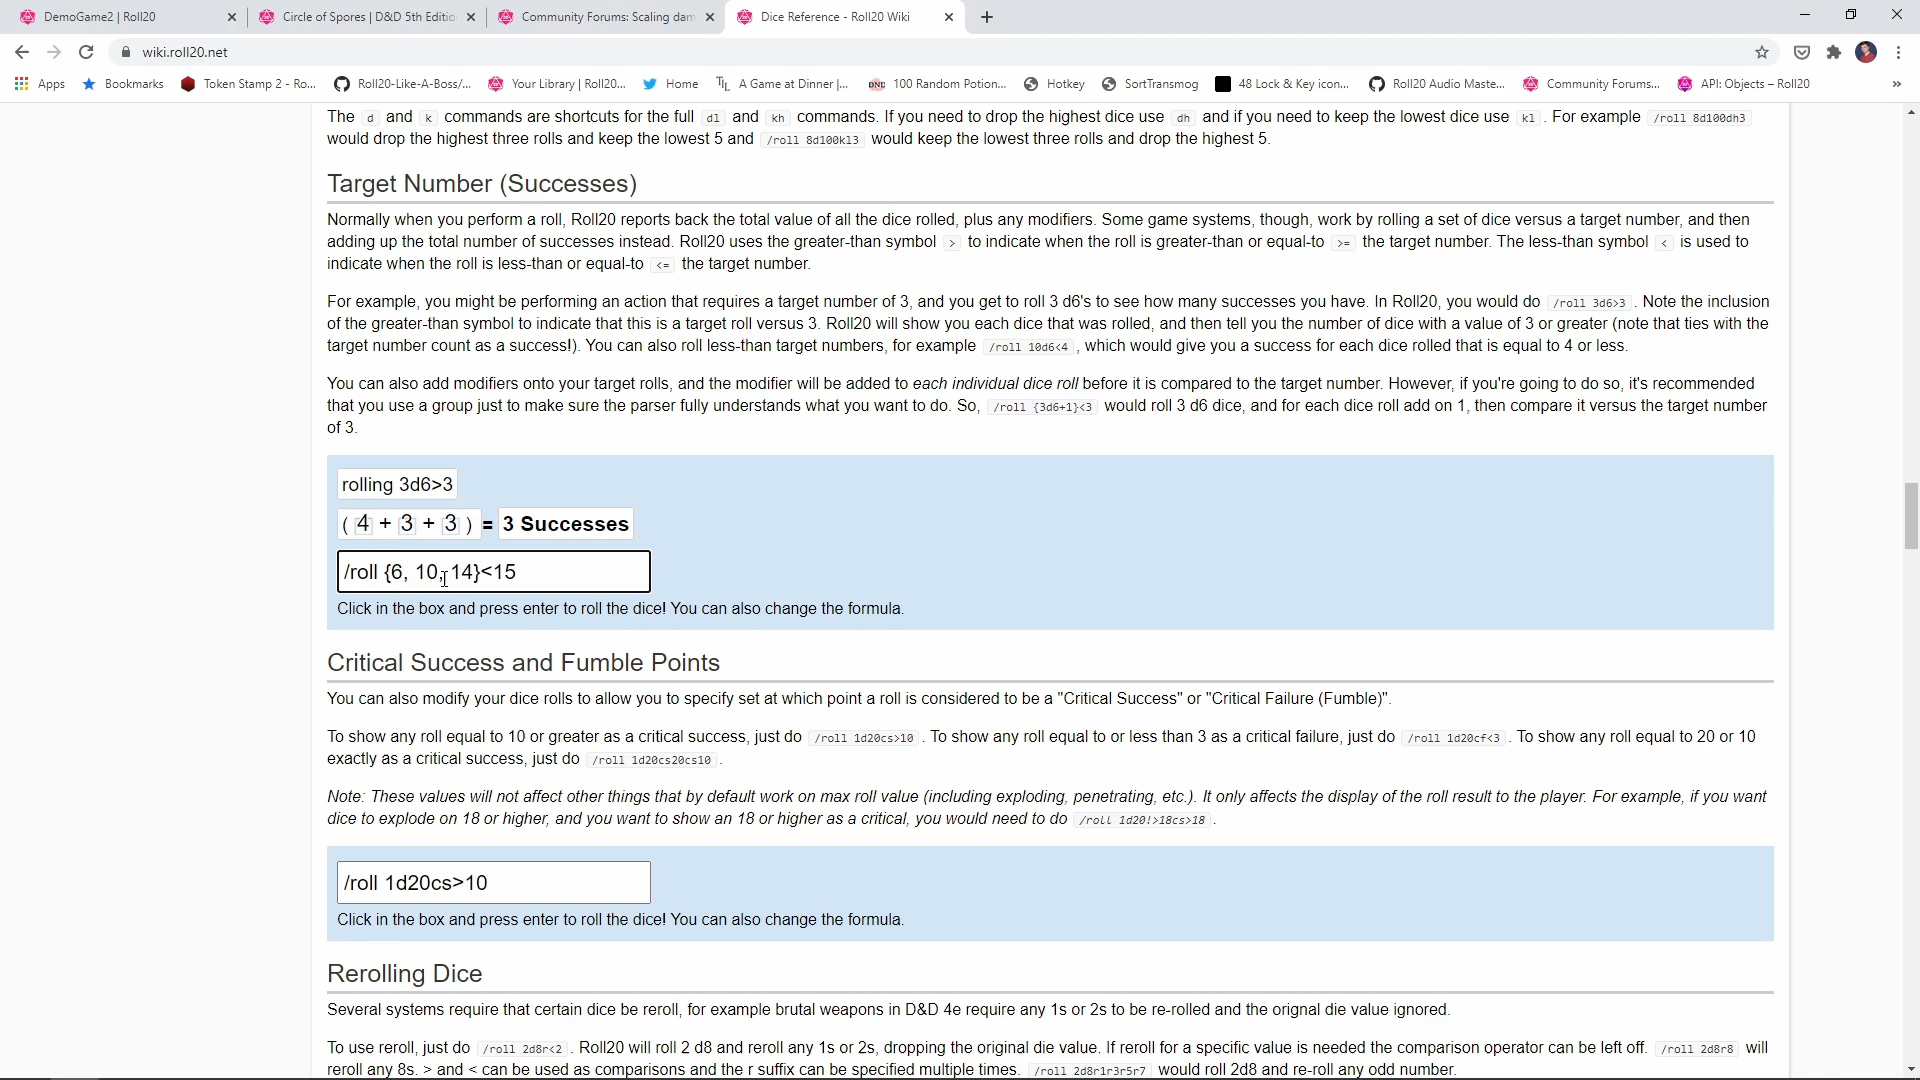 DemoGame2 | Roll20
Circle of Spores | D&D 5th Editio
Community Forums: Scaling dam
Dice Reference - Roll20 Wiki
wiki.roll20.net
Apps
Bookmarks
Token Stamp 2 - Ro...
Roll20-Like-A-Boss/...
Your Library | Roll20...
Home
A Game at Dinner |...
100 Random Potion...
Hotkey
SortTransmog
48 Lock & Key icon...
Roll20 Audio Maste...
Community Forums...
API: Objects – Roll20
»
The d and k commands are shortcuts for the full dl and kh commands. If you need to drop the highest dice use dh and if you need to keep the lowest dice use kl . For example /roll 8d100dh3
would drop the highest three rolls and keep the lowest 5 and /roll 8d100kl3 would keep the lowest three rolls and drop the highest 5.
Target Number (Successes)
Normally when you perform a roll, Roll20 reports back the total value of all the dice rolled, plus any modifiers. Some game systems, though, work by rolling a set of dice versus a target number, and then
adding up the total number of successes instead. Roll20 uses the greater-than symbol > to indicate when the roll is greater-than or equal-to >= the target number. The less-than symbol < is used to
indicate when the roll is less-than or equal-to <= the target number.
For example, you might be performing an action that requires a target number of 3, and you get to roll 3 d6's to see how many successes you have. In Roll20, you would do /roll 3d6>3 . Note the inclusion
of the greater-than symbol to indicate that this is a target roll versus 3. Roll20 will show you each dice that was rolled, and then tell you the number of dice with a value of 3 or greater (note that ties with the
target number count as a success!). You can also roll less-than target numbers, for example /roll 10d6<4 , which would give you a success for each dice rolled that is equal to 4 or less.
You can also add modifiers onto your target rolls, and the modifier will be added to each individual dice roll before it is compared to the target number. However, if you're going to do so, it's recommended
that you use a group just to make sure the parser fully understands what you want to do. So, /roll {3d6+1}<3 would roll 3 d6 dice, and for each dice roll add on 1, then compare it versus the target number
of 3.
rolling 3d6>3
( 4 + 3 + 3 ) = 3 Successes
/roll {6, 10, 14}<15
Click in the box and press enter to roll the dice! You can also change the formula.
Critical Success and Fumble Points
You can also modify your dice rolls to allow you to specify set at which point a roll is considered to be a "Critical Success" or "Critical Failure (Fumble)".
To show any roll equal to 10 or greater as a critical success, just do /roll 1d20cs>10 . To show any roll equal to or less than 3 as a critical failure, just do /roll 1d20cf<3 . To show any roll equal to 20 or 10
exactly as a critical success, just do /roll 1d20cs20cs10 .
Note: These values will not affect other things that by default work on max roll value (including exploding, penetrating, etc.). It only affects the display of the roll result to the player. For example, if you want
dice to explode on 18 or higher, and you want to show an 18 or higher as a critical, you would need to do /roll 1d20!>18cs>18 .
/roll 1d20cs>10
Click in the box and press enter to roll the dice! You can also change the formula.
Rerolling Dice
Several systems require that certain dice be reroll, for example brutal weapons in D&D 4e require any 1s or 2s to be re-rolled and the orignal die value ignored.
To use reroll, just do /roll 2d8r<2 . Roll20 will roll 2 d8 and reroll any 1s or 2s, dropping the original die value. If reroll for a specific value is needed the comparison operator can be left off. /roll 2d8r8 will
reroll any 8s. > and < can be used as comparisons and the r suffix can be specified multiple times. /roll 2d8r1r3r5r7 would roll 2d8 and re-roll any odd number.